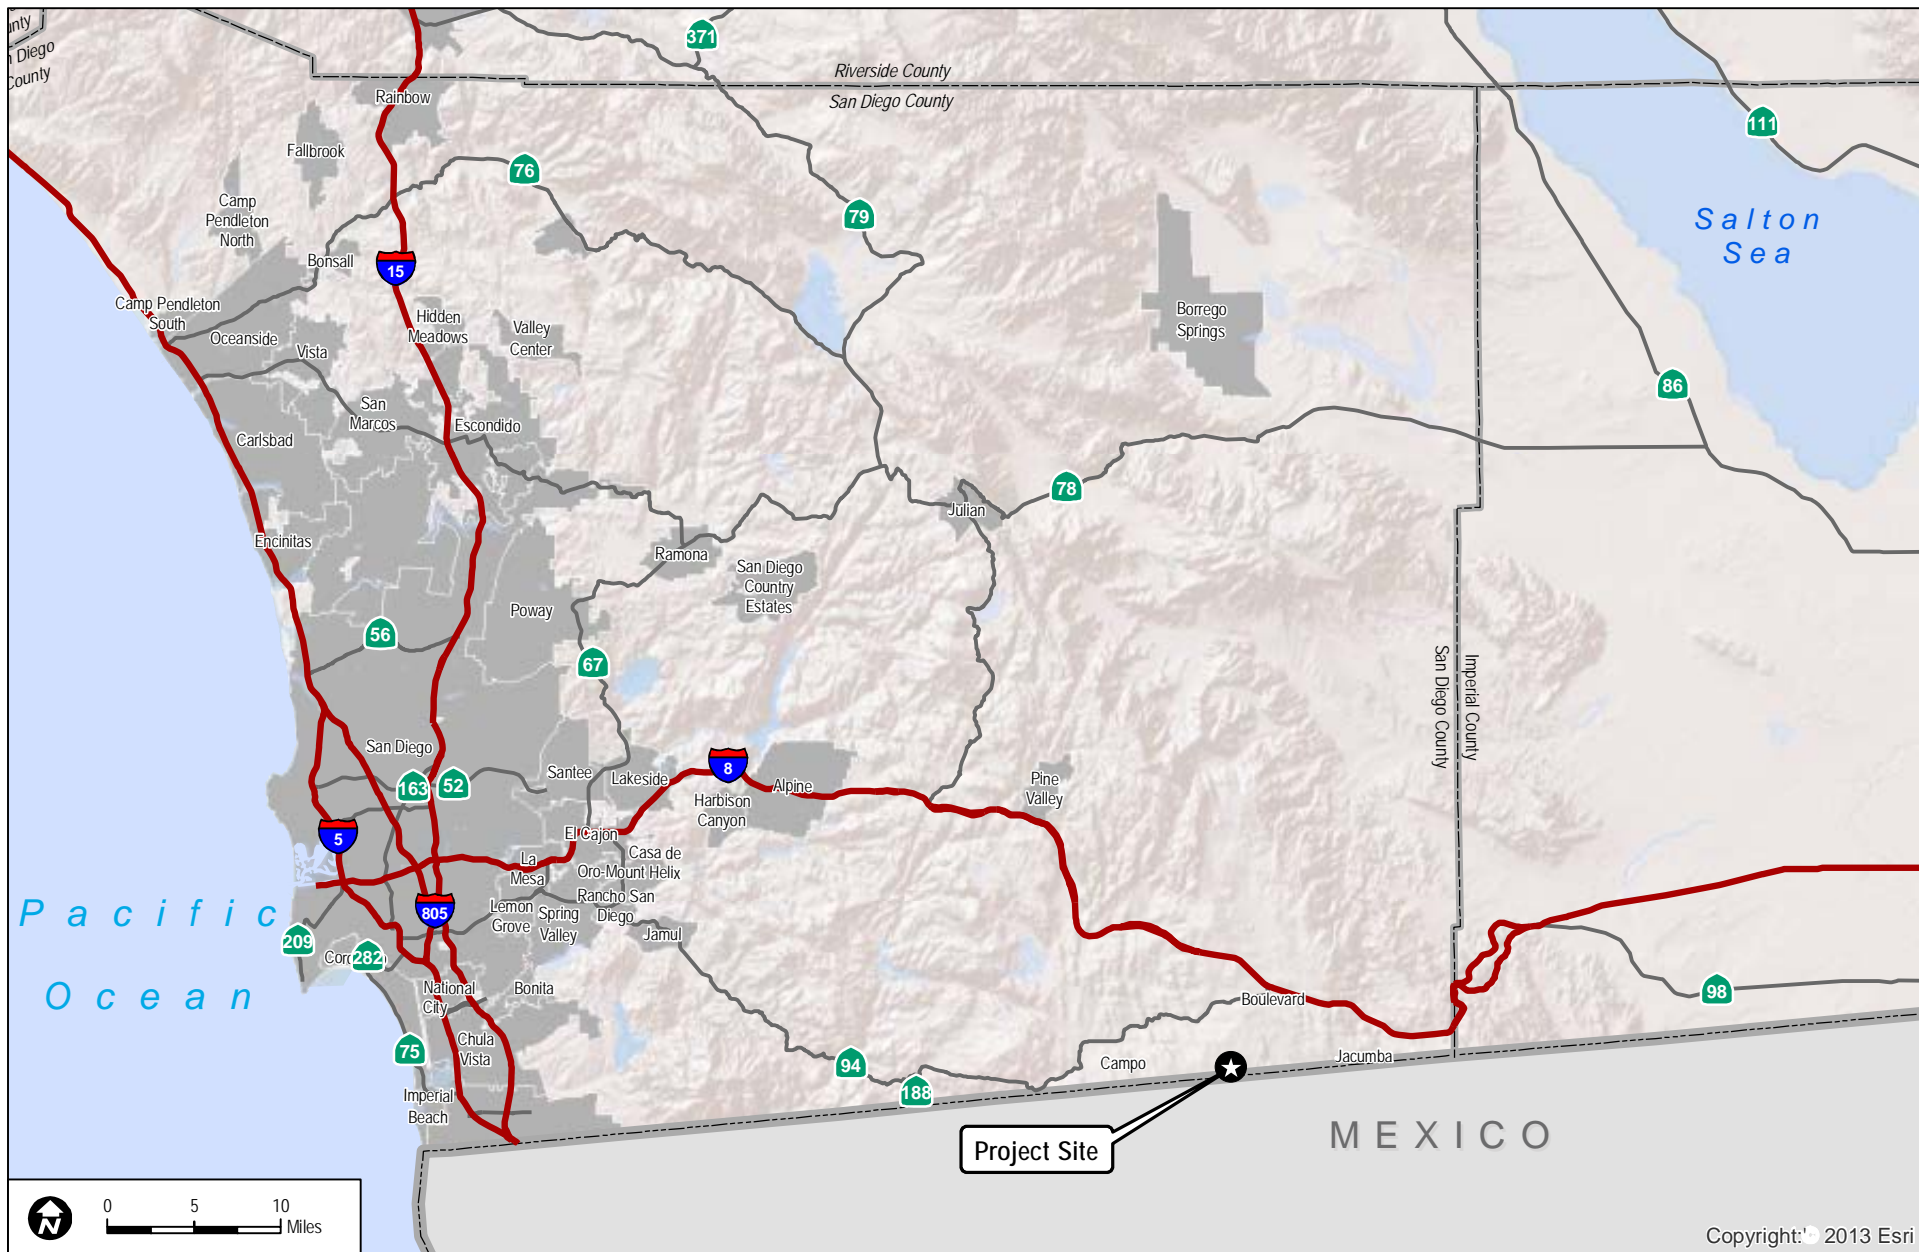 unty
n Diego
County
371
Riverside County
San Diego County
111
Rainbow
Fallbrook
76
79
Camp
Pendleton
North
Salton
Sea
Bonsall
15
Camp Pendleton
South
Hidden
Meadows
Valley
Center
Borrego
Springs
Oceanside
Vista
86
San
Marcos
Escondido
Carlsbad
78
Julian
Encinitas
Ramona
San Diego
Country
Estates
Poway
56
67
San Diego County
Imperial County
San Diego
163
52
Santee
Lakeside
8
Alpine
Pine
Valley
Harbison
Canyon
5
El Cajon
La
Mesa
Casa de
Oro-Mount Helix
Rancho San
Diego
805
Lemon
Grove
Spring
Valley
Jamul
Pacific
Ocean
209
282
National
City
Bonita
Boulevard
98
Chula
Vista
75
94
188
Campo
Jacumba
Imperial
Beach
Project Site
MEXICO
N
0 5 10
Miles
Copyright: © 2013 Esri